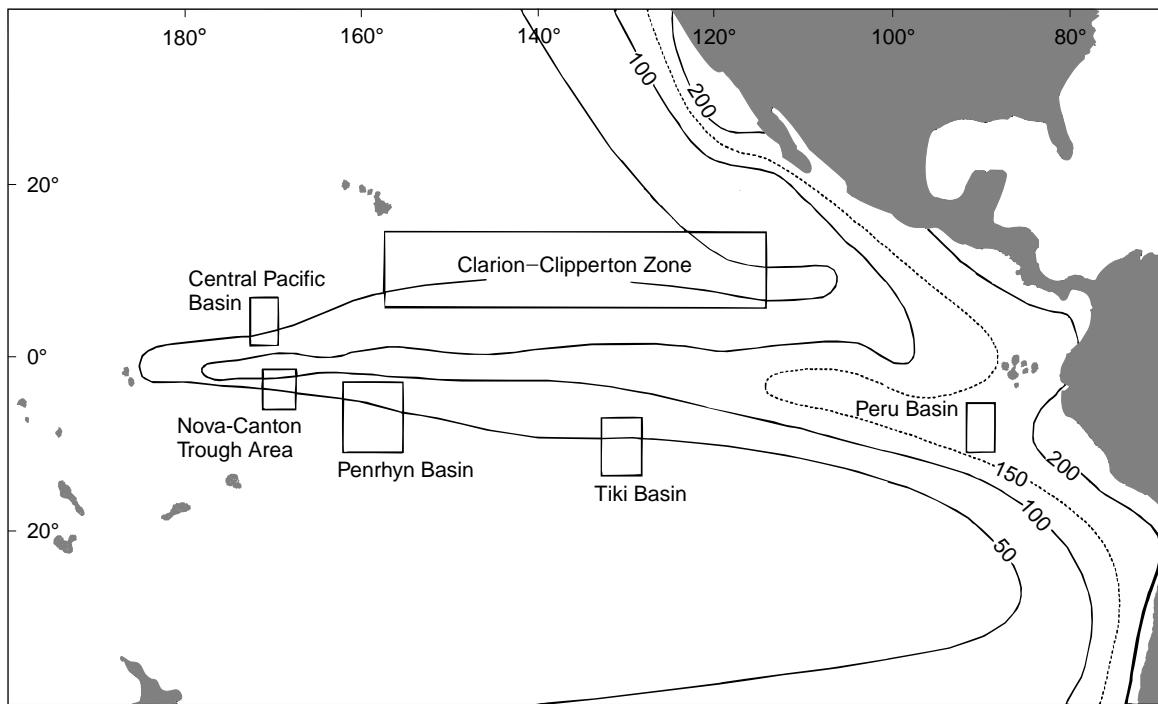 180°
160°
140°
120°
100°
80°
100
200
20°
Clarion–Clipperton Zone
Central Pacific
Basin
0°
Peru Basin
Nova-Canton
Trough Area
Penrhyn Basin
Tiki Basin
150
200
100
50
20°